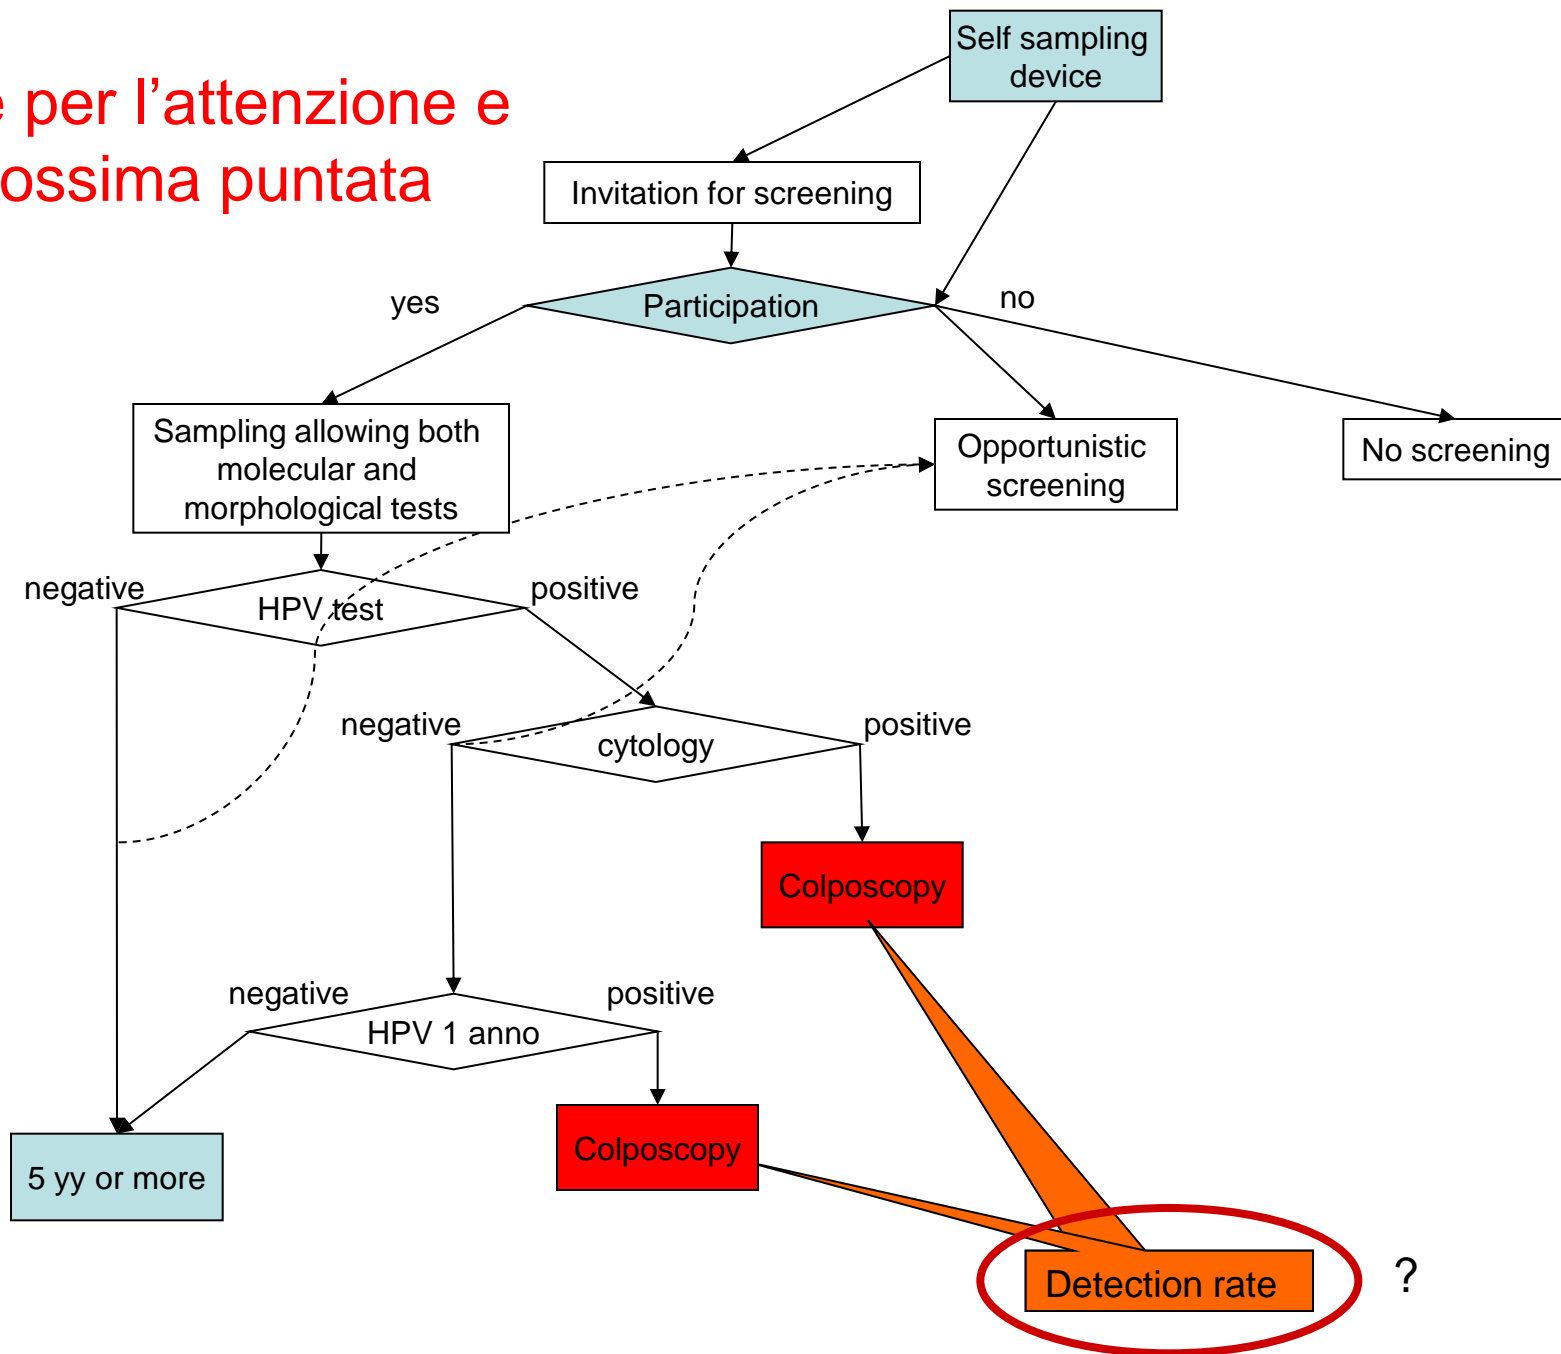 Self sampling
device
e per l'attenzione e
ossima puntata
Invitation for screening
yes
Participation
no
Sampling allowing both
molecular and
morphological tests
Opportunistic
screening
No screening
negative
HPV test
positive
negative
cytology
positive
Colposcopy
negative
HPV 1 anno
positive
Colposcopy
5 yy or more
Detection rate
?